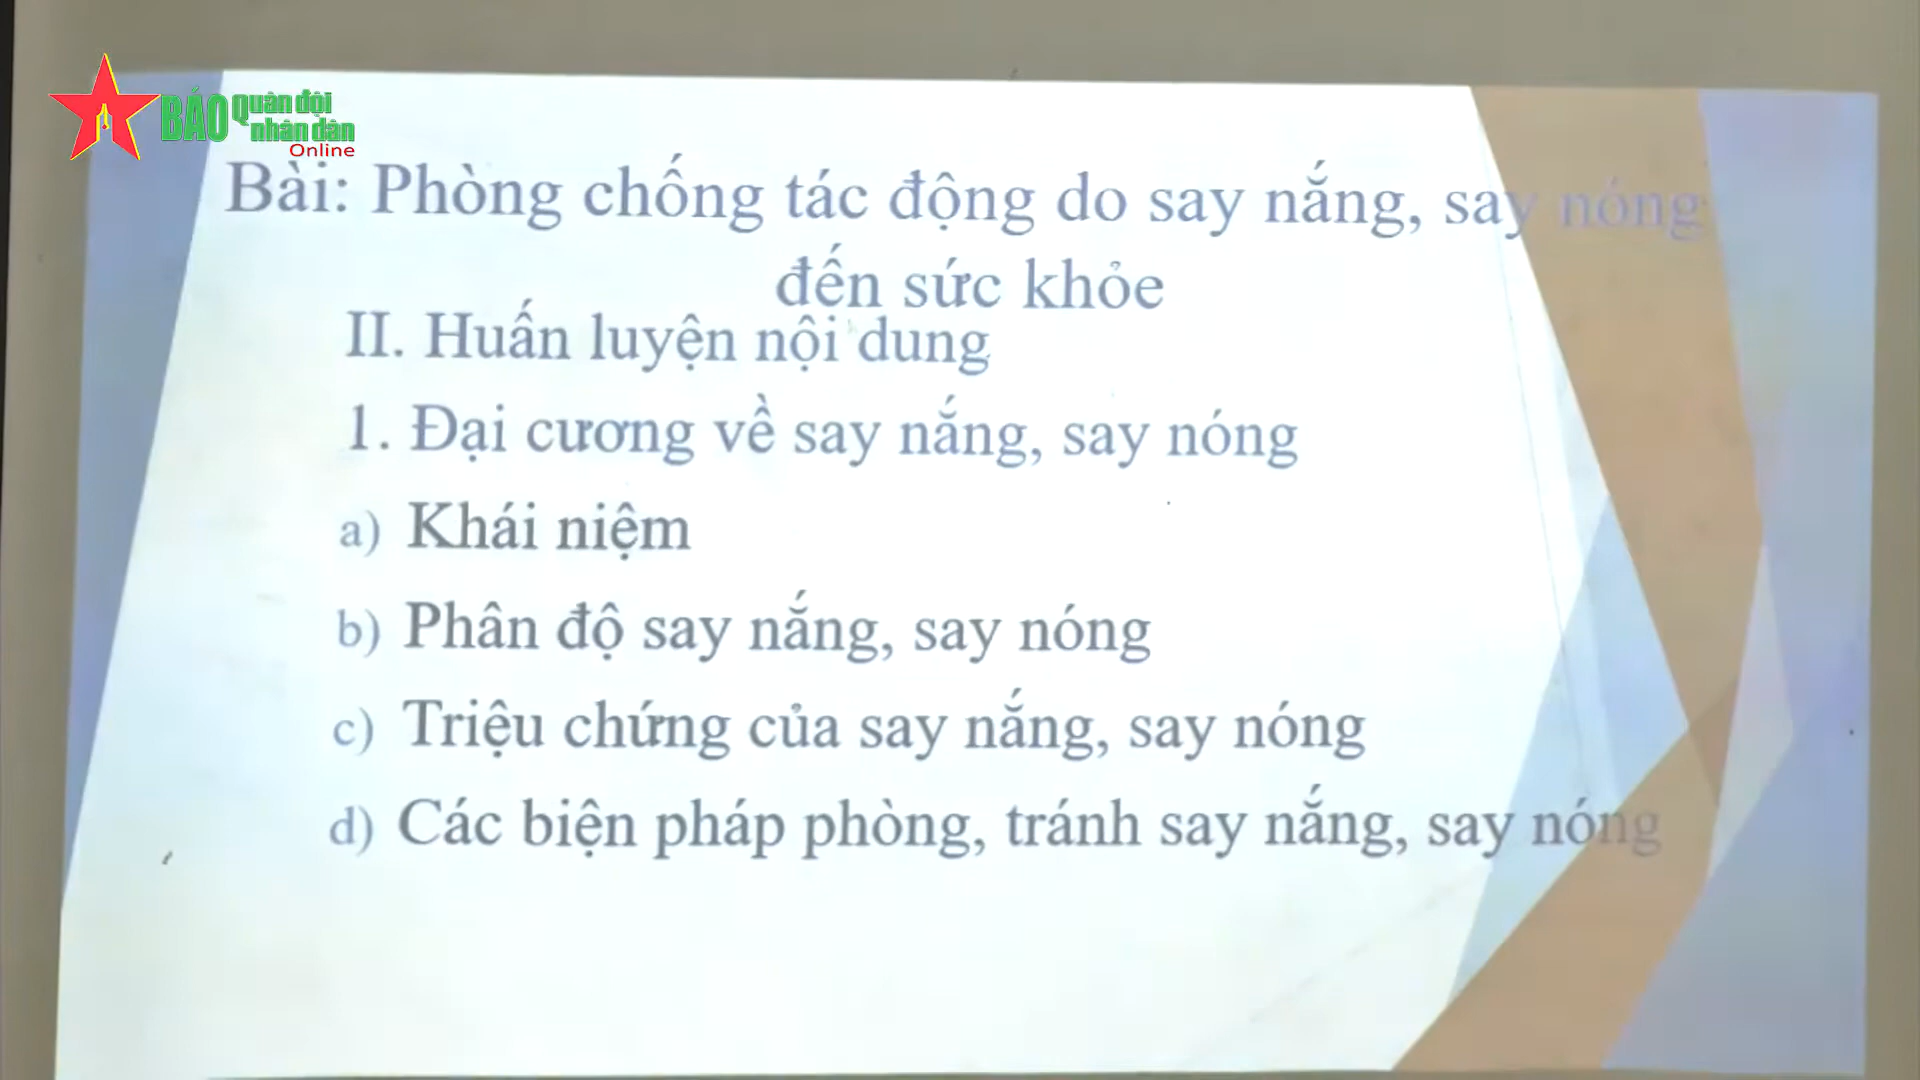 BÁO Quân đội
nhân dân
Online
Bài: Phòng chống tác động do say nắng, say nóng
đến sức khỏe
II. Huấn luyện nội dung
1. Đại cương về say nắng, say nóng
a) Khái niệm
b) Phân độ say nắng, say nóng
c) Triệu chứng của say nắng, say nóng
d) Các biện pháp phòng, tránh say nắng, say nóng